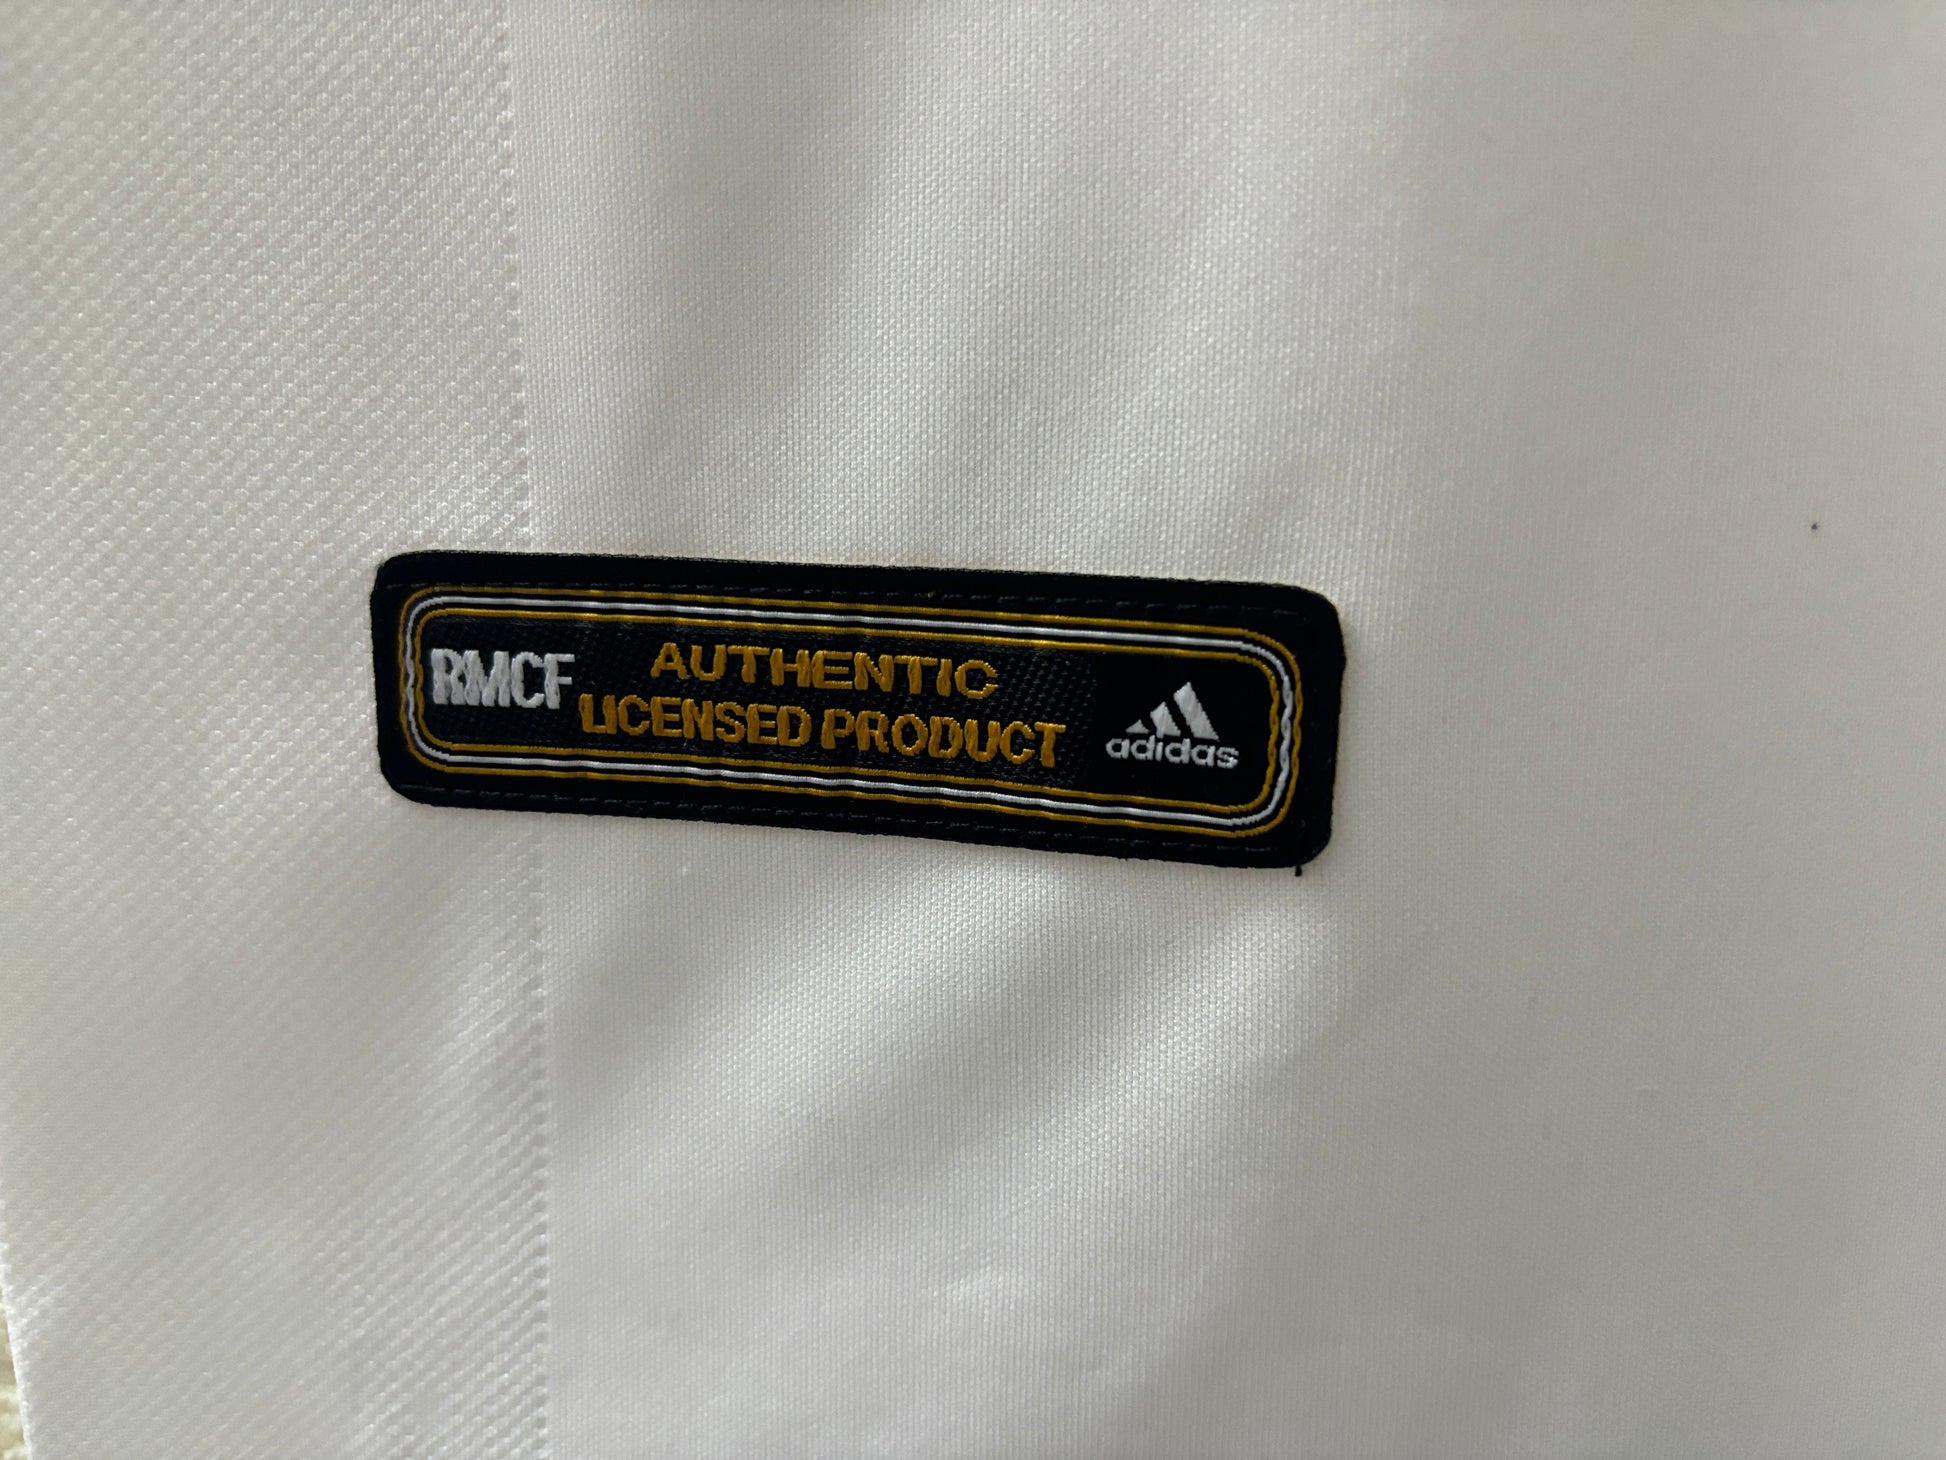 RMCF
AUTHENTIC
LICENSED PRODUCT
adidas